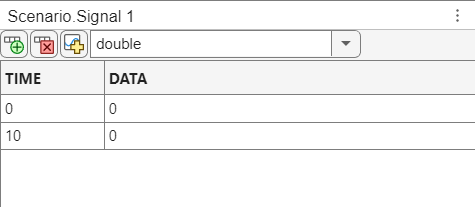 Scenario.Signal 1
double
TIME DATA
0 0
10 0